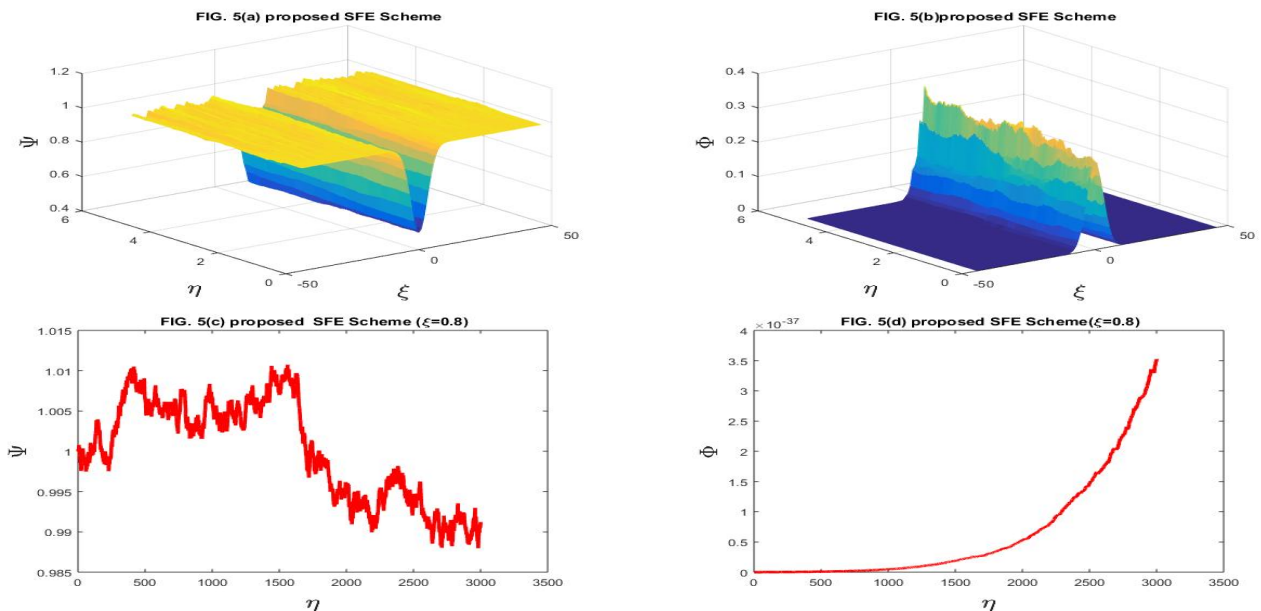 FIG. 5(a) proposed SFE Scheme
1.2
1
0.8
0.6
0.4
Ψ
6
4
2
0
η
-50
0
50
ξ
FIG. 5(b)proposed SFE Scheme
0.4
0.3
0.2
0.1
0
Φ
6
4
2
0
η
-50
0
50
ξ
FIG. 5(c) proposed  SFE Scheme (ξ=0.8)
1.015
1.01
1.005
1
0.995
0.99
0.985
Ψ
0 500 1000 1500 2000 2500 3000 3500
η
FIG. 5(d) proposed  SFE Scheme(ξ=0.8)
× 10-37
4
3.5
3
2.5
2
1.5
1
0.5
0
Φ
0 500 1000 1500 2000 2500 3000 3500
η